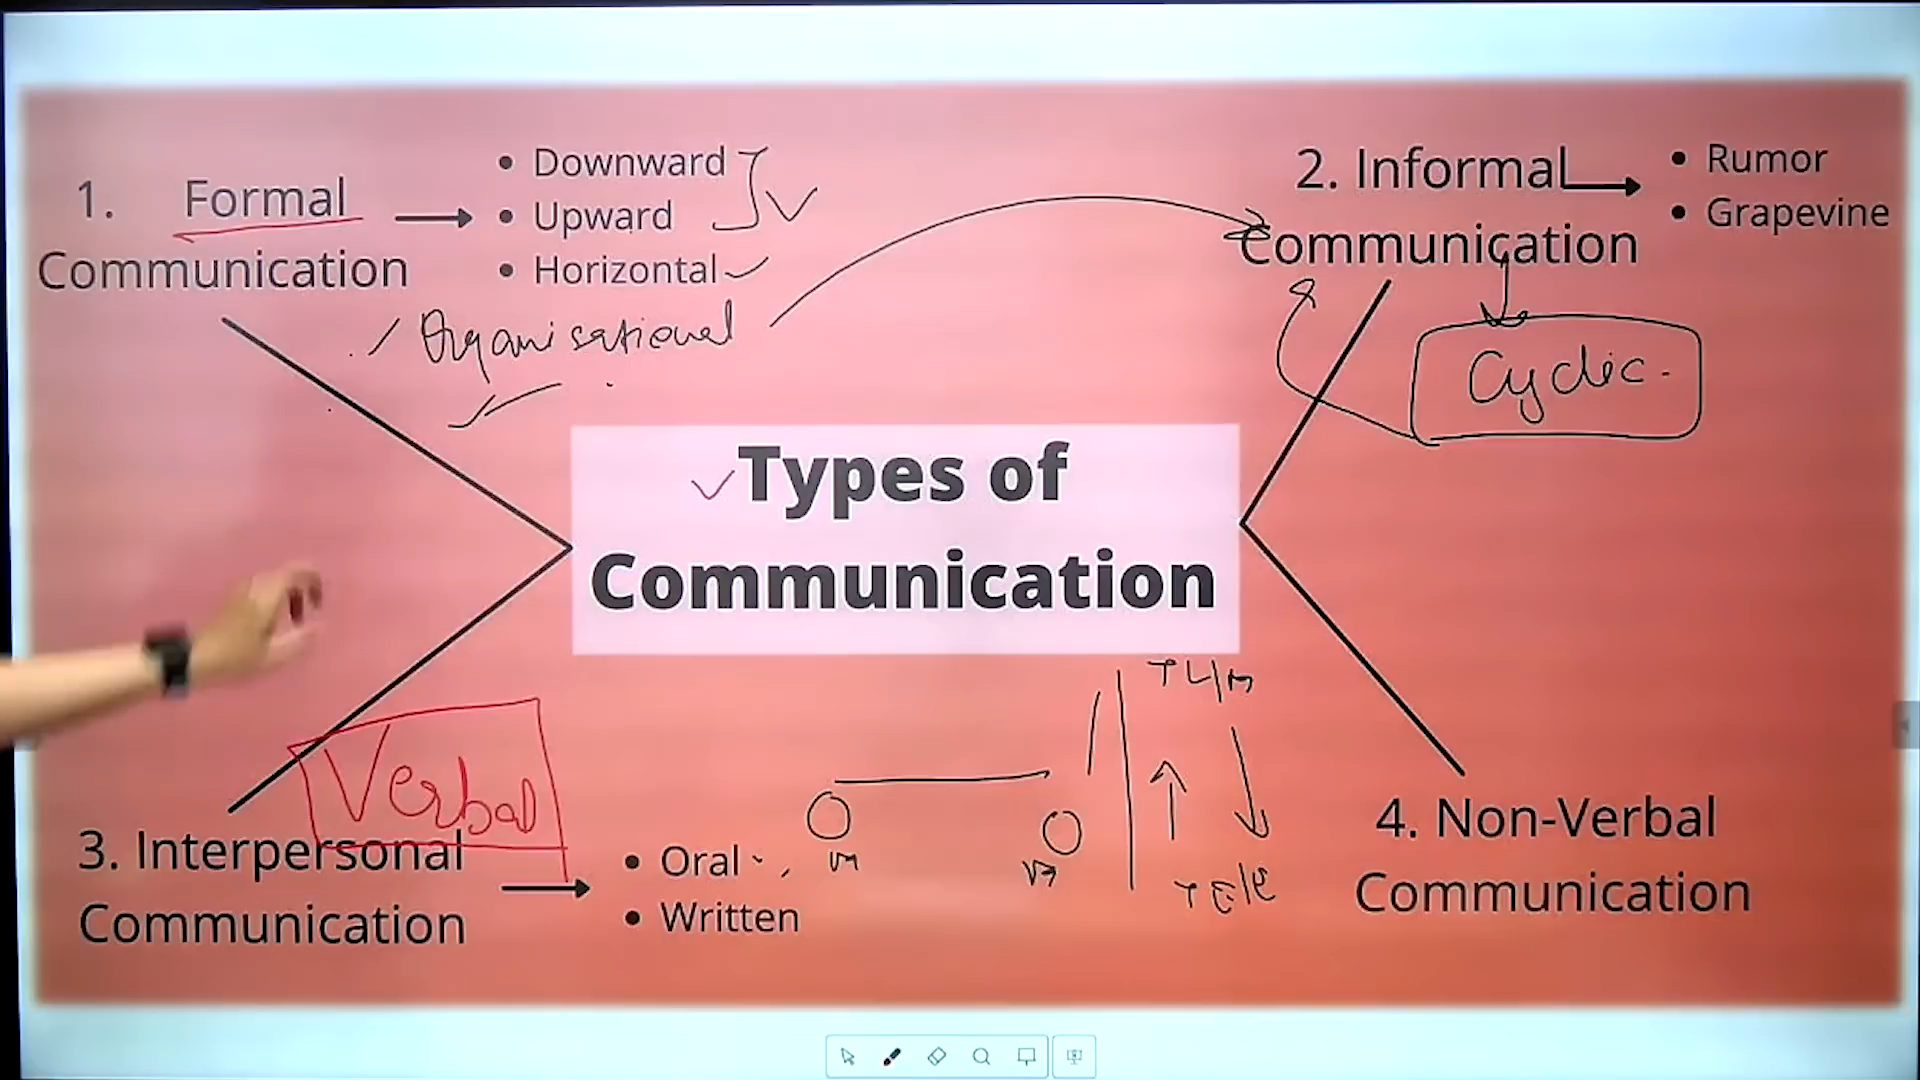 1. Formal
Communication
• Downward
• Upward
• Horizontal
Organisational
2. Informal
Communication
• Rumor
• Grapevine
Cyclic.
Types of
Communication
Verbal
3. Interpersonal
Communication
• Oral
• Written
TL/M
4. Non-Verbal
Communication